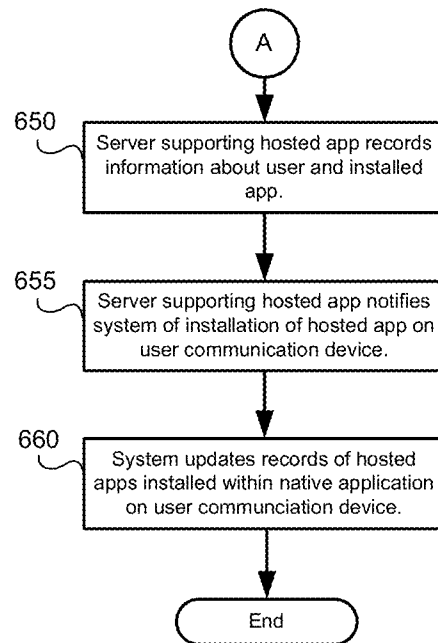 A
650
Server supporting hosted app records
information about user and installed
app.
655
Server supporting hosted app notifies
system of installation of hosted app on
user communication device.
660
System updates records of hosted
apps installed within native application
on user communciation device.
End